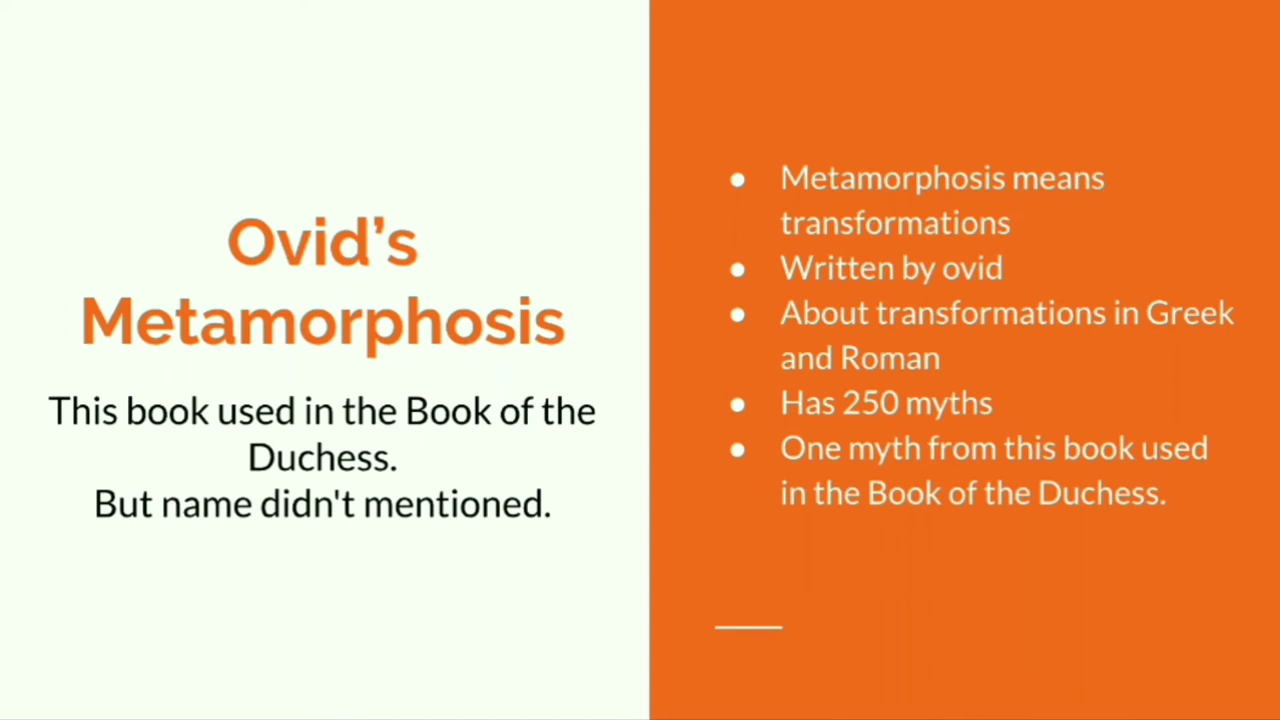 Ovid’s
Metamorphosis
This book used in the Book of the
Duchess.
But name didn't mentioned.
● Metamorphosis means
transformations
● Written by ovid
● About transformations in Greek
and Roman
● Has 250 myths
● One myth from this book used
in the Book of the Duchess.